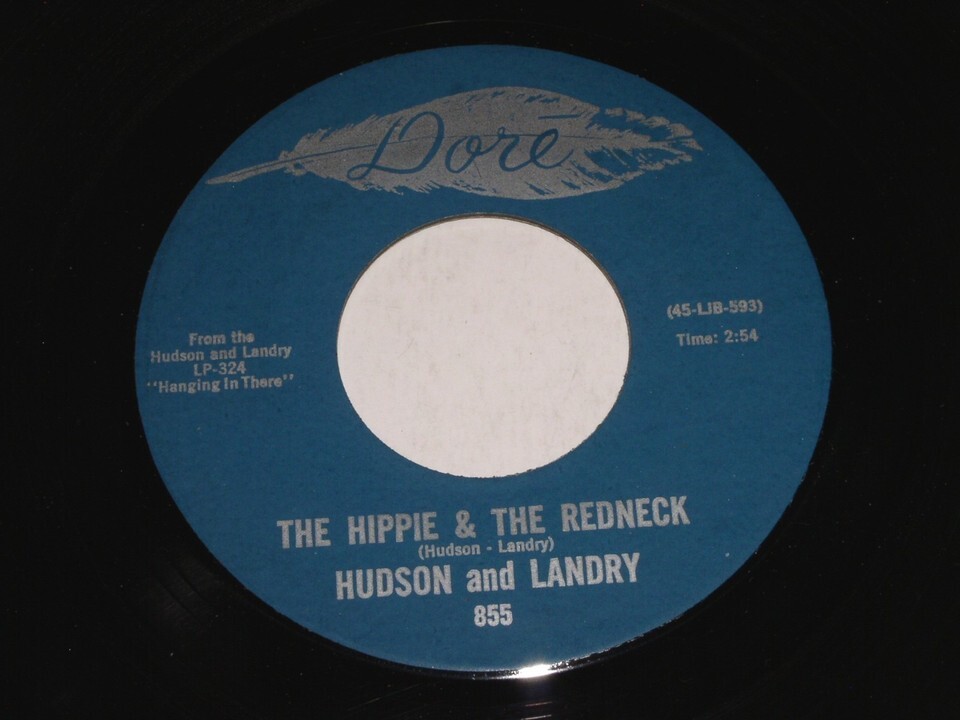 Doré
From the
Hudson and Landry
LP-324
"Hanging In There"
(45-LJB-593)
Time: 2:54
THE HIPPIE & THE REDNECK
(Hudson - Landry)
HUDSON and LANDRY
855